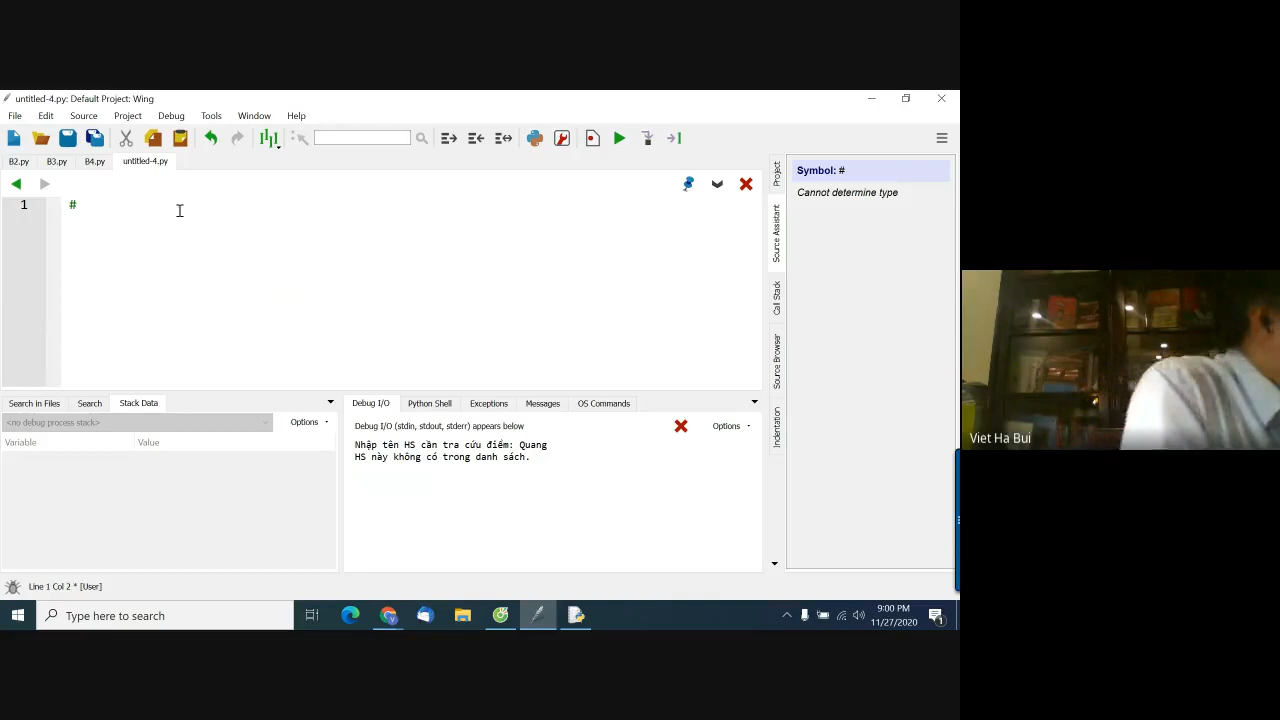 untitled-4.py: Default Project: Wing
File Edit Source Project Debug Tools Window Help
B2.py B3.py B4.py untitled-4.py
1 #
Project
Source Assistant
Call Stack
Source Browser
Indentation
Symbol: #
Cannot determine type
Search in Files Search Stack Data
<no debug process stack> Options
Variable Value
Debug I/O Python Shell Exceptions Messages OS Commands
Debug I/O (stdin, stdout, stderr) appears below Options
Nhập tên HS cần tra cứu điểm: Quang
HS này không có trong danh sách.
Line 1 Col 2 * [User]
Type here to search
9:00 PM
11/27/2020
1
Viet Ha Bui